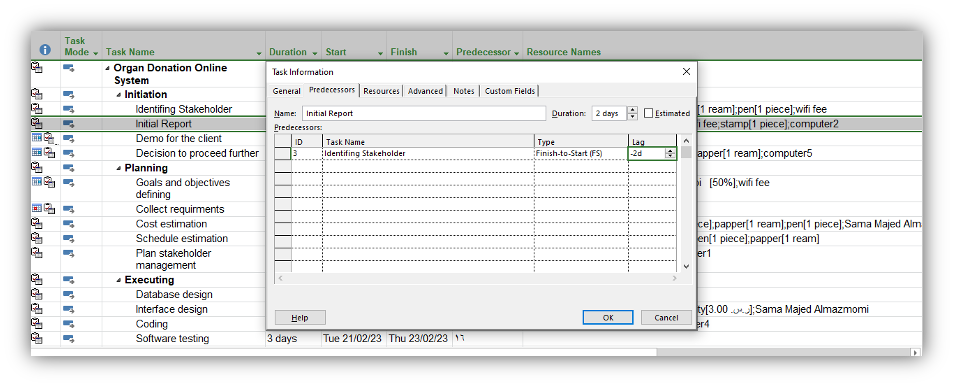 Task Mode
Task Name
Duration
Start
Finish
Predecessor
Resource Names
Organ Donation Online System
Initiation
Identifing Stakeholder
1 ream];pen[1 piece];wifi fee
Initial Report
fee;stamp[1 piece];computer2
Demo for the client
Decision to proceed further
apper[1 ream];computer5
Planning
Goals and objectives defining
[50%];wifi fee
Collect requirments
Cost estimation
ece];papper[1 ream];pen[1 piece];Sama Majed Alm
Schedule estimation
en[1 piece];papper[1 ream]
Plan stakeholder management
er1
Executing
Database design
Interface design
ty[3.00 ر.س.];Sama Majed Almazmomi
Coding
er4
Software testing
3 days
Tue 21/02/23
Thu 23/02/23
١٦
Task Information
General
Predecessors
Resources
Advanced
Notes
Custom Fields
Name:
Initial Report
Duration:
2 days
Estimated
Predecessors:
ID
Task Name
Type
Lag
3
Identifing Stakeholder
Finish-to-Start (FS)
-2d
Help
OK
Cancel